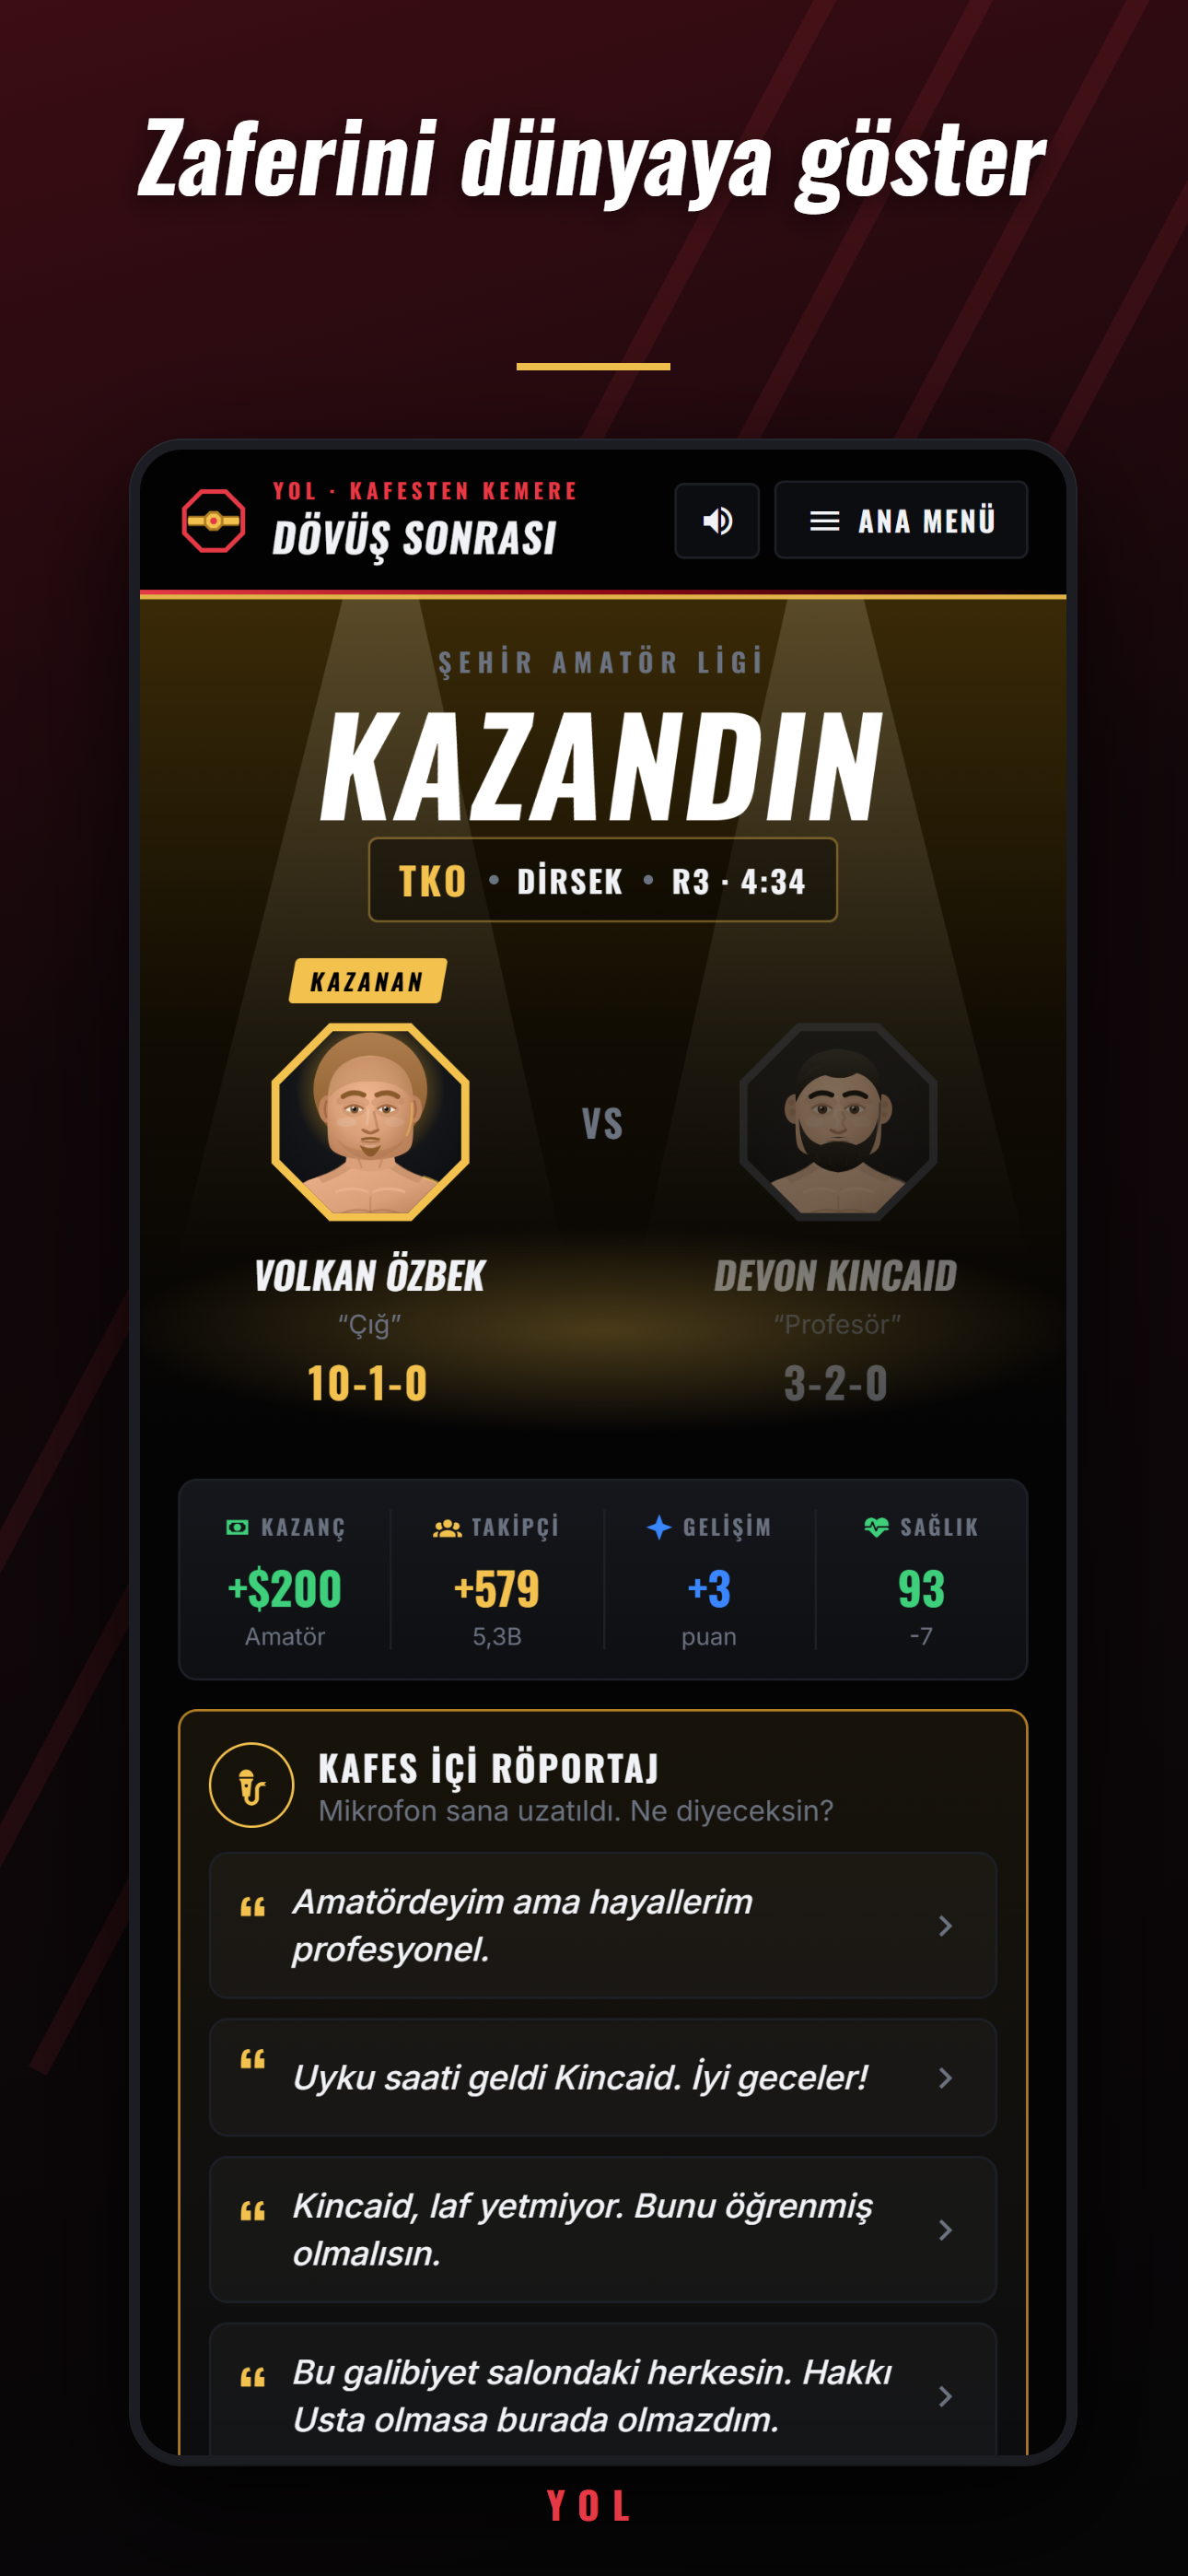 Zaferini dünyaya göster
YOL · KAFESTEN KEMERE
DÖVÜŞ SONRASI
ANA MENÜ
ŞEHİR AMATÖR LİGİ
KAZANDIN
TKO • DİRSEK • R3 · 4:34
KAZANAN
VS
VOLKAN ÖZBEK
“Çığ”
10-1-0
DEVON KINCAID
“Profesör”
3-2-0
KAZANÇ
+$200
Amatör
TAKİPÇİ
+579
5,3B
GELİŞİM
+3
puan
SAĞLIK
93
-7
KAFES İÇİ RÖPORTAJ
Mikrofon sana uzatıldı. Ne diyeceksin?
“ Amatördeyim ama hayallerim
profesyonel.
“ Uyku saati geldi Kincaid. İyi geceler!
“ Kincaid, laf yetmiyor. Bunu öğrenmiş
olmalısın.
“ Bu galibiyet salondaki herkesin. Hakkı
Usta olmasa burada olmazdım.
YOL